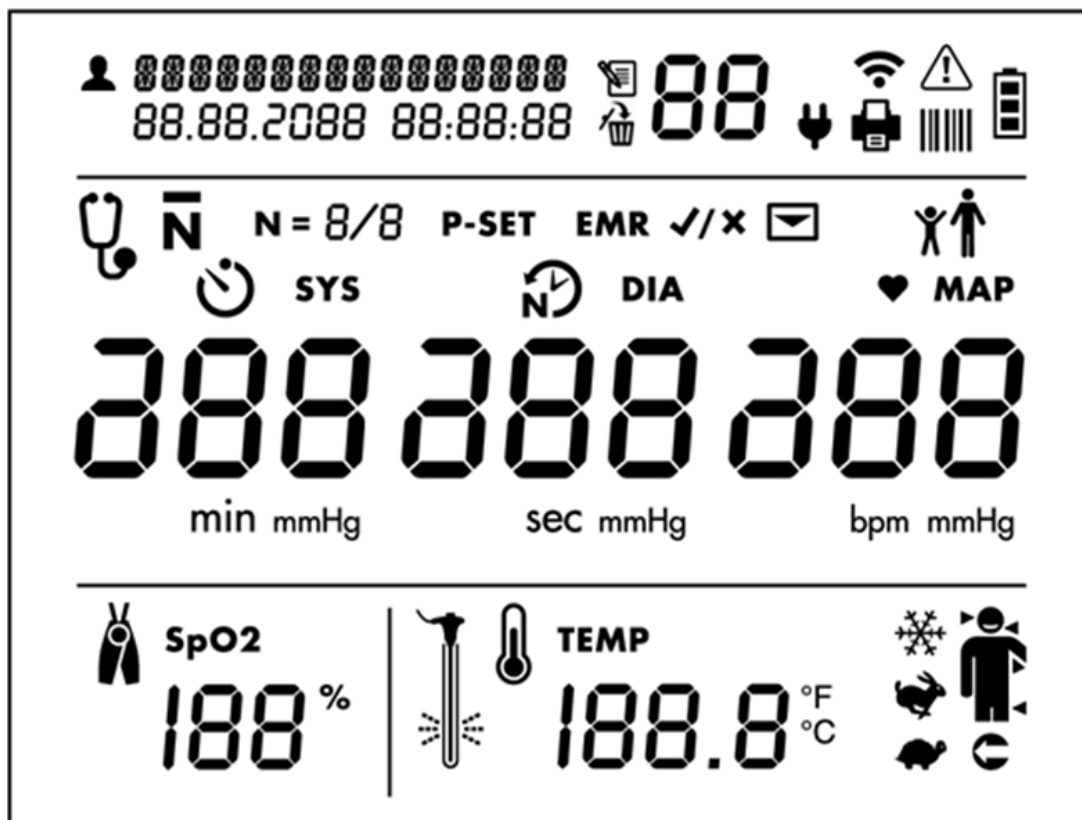 88
88.88.2088 88:88:88
N
N = 8/8 P-SET EMR ✓/✗
SYS N DIA MAP
288 288 288
min mmHg sec mmHg bpm mmHg
SpO2 TEMP
188 % 188.8 °F
°C